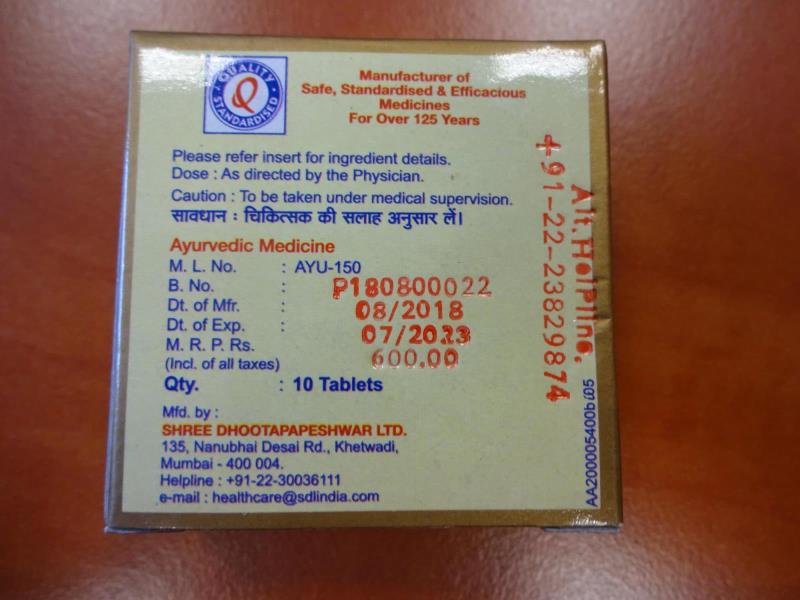 QUALITY
Q
STANDARDISED
Manufacturer of
Safe, Standardised & Efficacious
Medicines
For Over 125 Years
Please refer insert for ingredient details.
Dose : As directed by the Physician.
Caution : To be taken under medical supervision.
सावधान : चिकित्सक की सलाह अनुसार लें।
Ayurvedic Medicine
M. L. No. : AYU-150
B. No. : P180800022
Dt. of Mfr. : 08/2018
Dt. of Exp. : 07/2023
M. R. P. Rs. 600.00
(Incl. of all taxes)
Qty. : 10 Tablets
Mfd. by :
SHREE DHOOTAPAPESHWAR LTD.
135, Nanubhai Desai Rd., Khetwadi,
Mumbai - 400 004.
Helpline : +91-22-30036111
e-mail : healthcare@sdlindia.com
Alt. Helpline,
+91-22-23829874